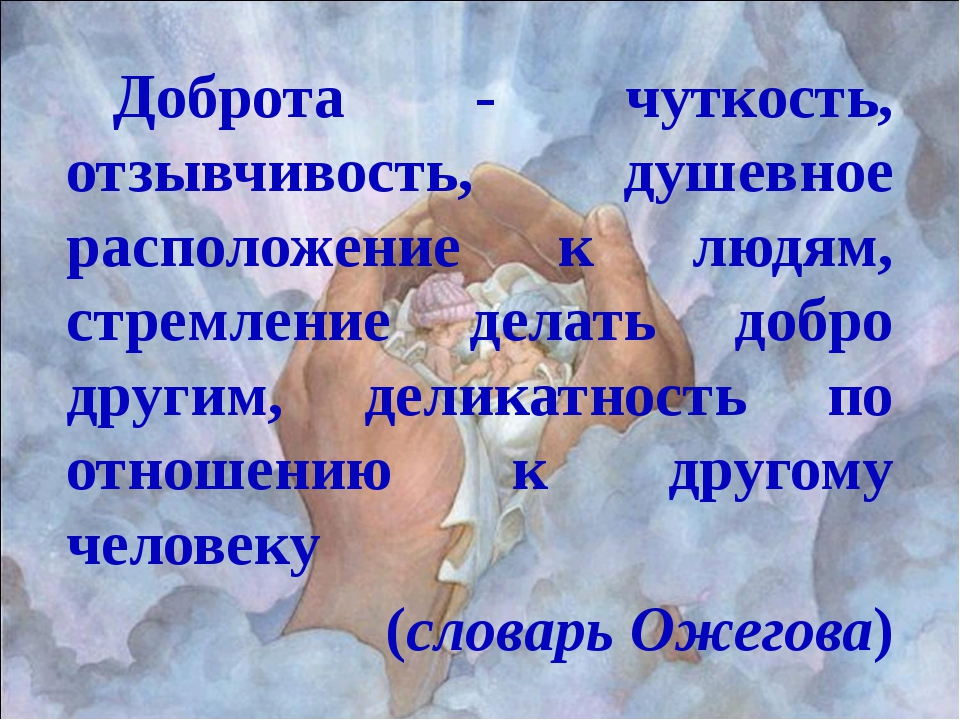 Доброта - чуткость,
отзывчивость, душевное
расположение к людям,
стремление делать добро
другим, деликатность по
отношению к другому
человеку
(словарь Ожегова)